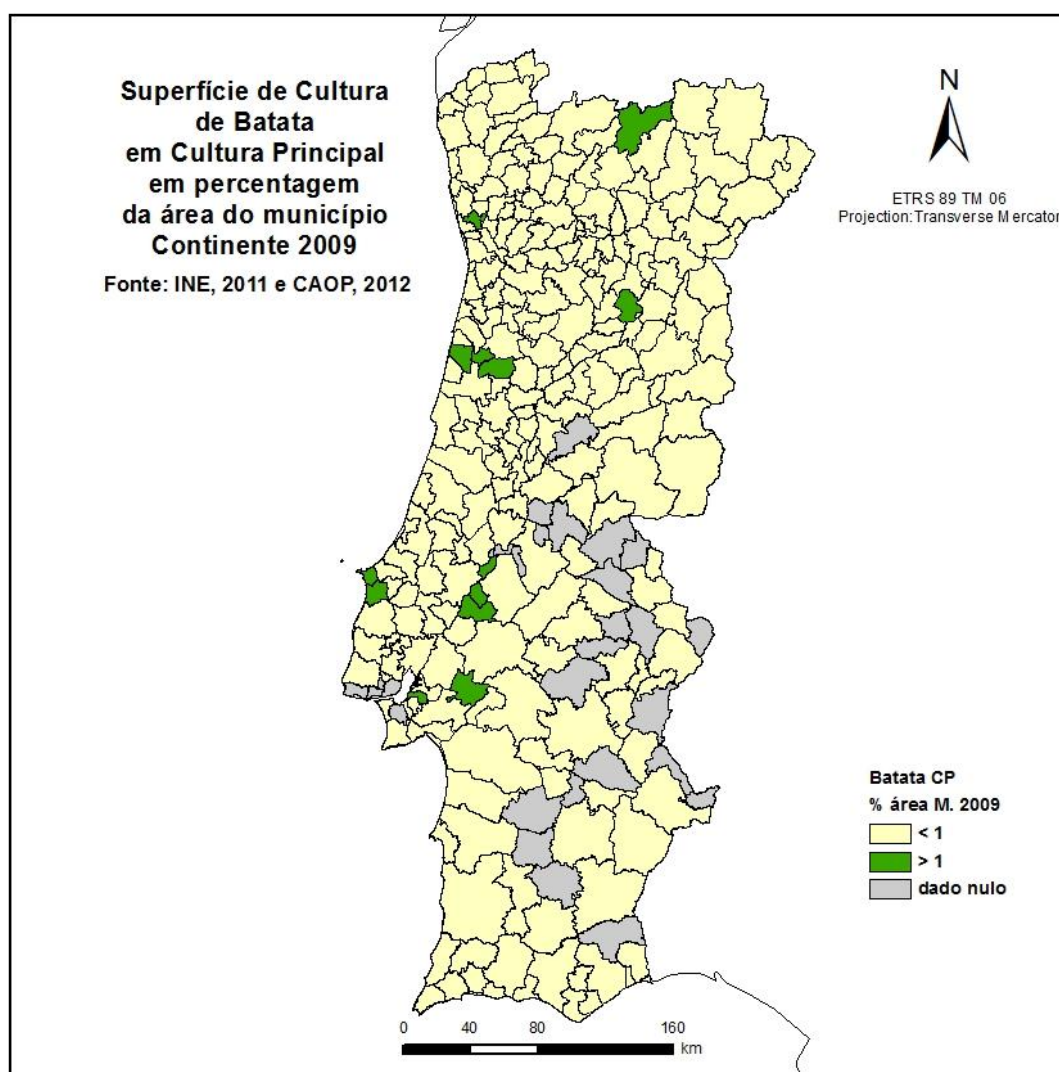 Superfície de Cultura
de Batata
em Cultura Principal
em percentagem
da área do município
Continente 2009
Fonte: INE, 2011 e CAOP, 2012
N
ETRS 89 TM 06
Projection:Transverse Mercator
Batata CP
% área M. 2009
< 1
> 1
dado nulo
0 40 80 160
km